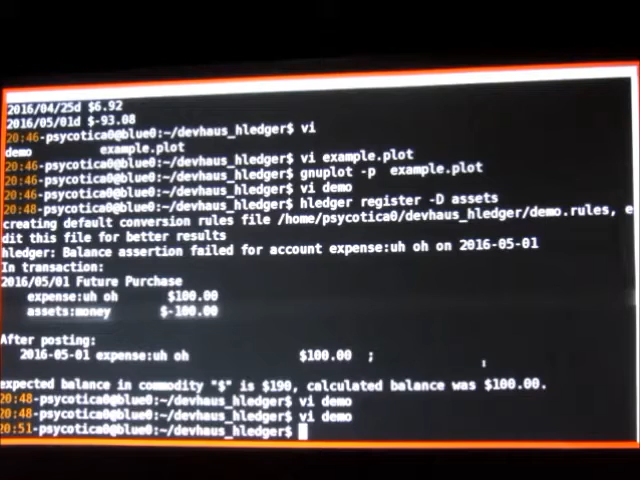 2016/04/25d $6.92
2016/05/01d $-93.08
20:46-psycotica0@blue0:~/devhaus_hledger$ vi
demo example.plot
20:46-psycotica0@blue0:~/devhaus_hledger$ vi example.plot
20:46-psycotica0@blue0:~/devhaus_hledger$ gnuplot -p example.plot
20:46-psycotica0@blue0:~/devhaus_hledger$ vi demo
20:48-psycotica0@blue0:~/devhaus_hledger$ hledger register -D assets
creating default conversion rules file /home/psycotica0/devhaus_hledger/demo.rules, e
dit this file for better results
hledger: Balance assertion failed for account expense:uh oh on 2016-05-01
In transaction:
2016/05/01 Future Purchase
expense:uh oh $100.00
assets:money $-100.00
After posting:
2016-05-01 expense:uh oh $100.00 ;
expected balance in commodity "$" is $190, calculated balance was $100.00.
20:48-psycotica0@blue0:~/devhaus_hledger$ vi demo
20:48-psycotica0@blue0:~/devhaus_hledger$ vi demo
20:51-psycotica0@blue0:~/devhaus_hledger$